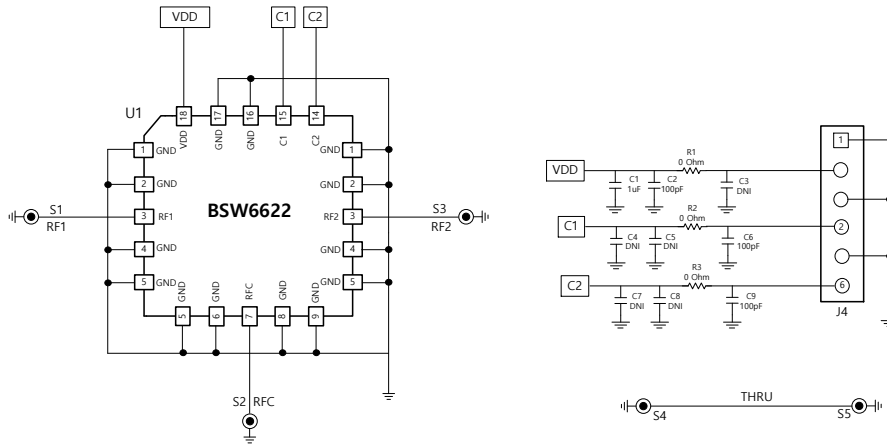 VDD
C1
C2
U1
18
17
16
15
14
VDD
GND
GND
C1
C2
1
GND
GND
1
2
GND
GND
2
S1
RF1
3
RF1
BSW6622
RF2
3
S3
RF2
4
GND
GND
4
5
GND
GND
5
GND
GND
RFC
GND
GND
5
6
7
8
9
S2
RFC
VDD
C1
1uF
C2
100pF
R1
0 Ohm
C3
DNI
C1
C4
DNI
C5
DNI
R2
0 Ohm
C6
100pF
C2
C7
DNI
C8
DNI
R3
0 Ohm
C9
100pF
1
2
6
J4
S4
THRU
S5